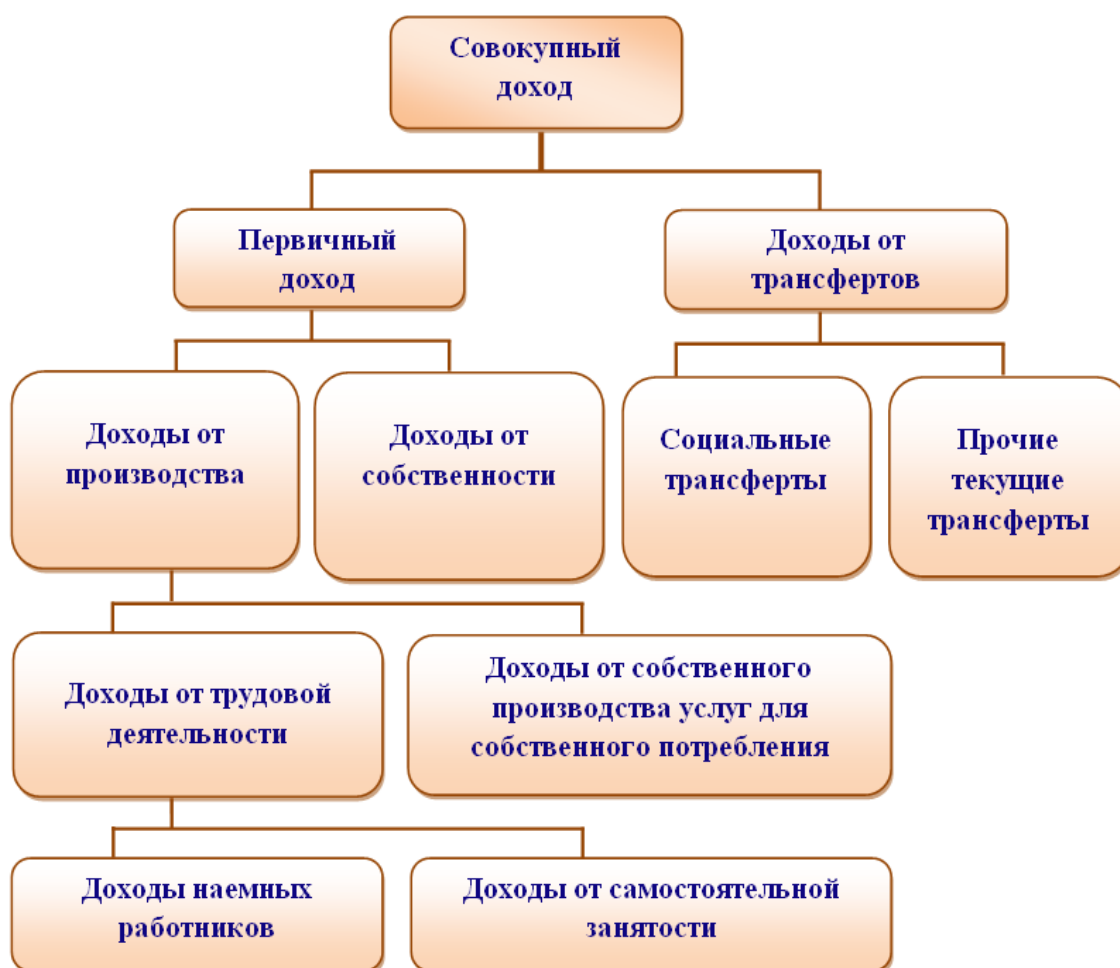 Совокупный
доход
Первичный
доход
Доходы от
трансфертов
Доходы от
производства
Доходы от
собственности
Социальные
трансферты
Прочие
текущие
трансферты
Доходы от трудовой
деятельности
Доходы от собственного
производства услуг для
собственного потребления
Доходы наемных
работников
Доходы от самостоятельной
занятости